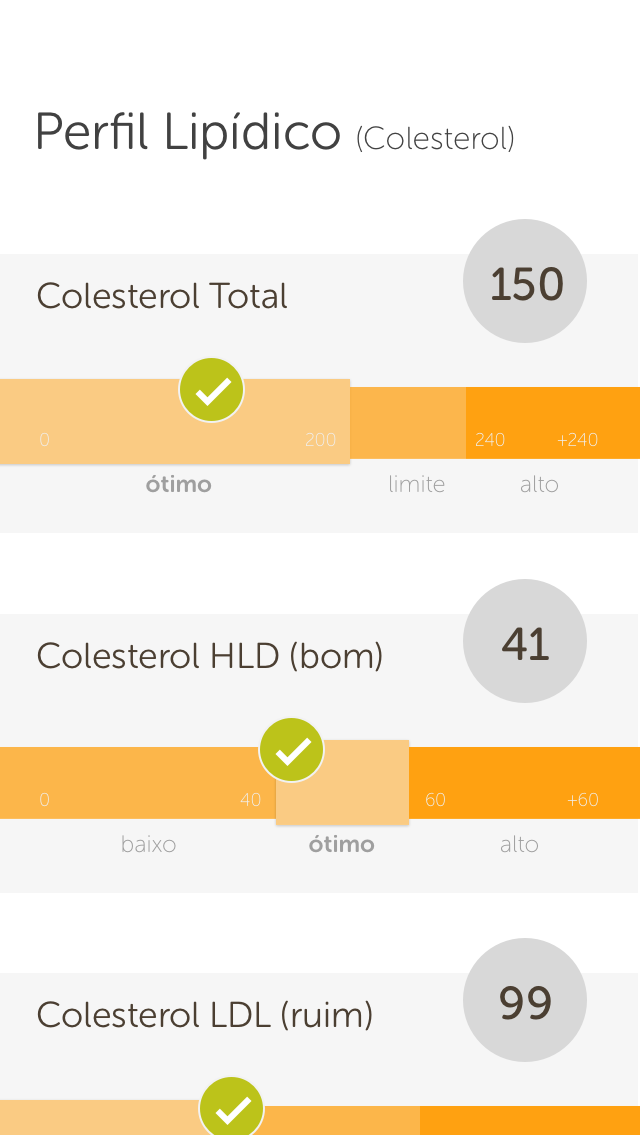 Perfil Lipídico (Colesterol)
Colesterol Total
150
0 200 240 +240
ótimo limite alto
Colesterol HLD (bom)
41
0 40 60 +60
baixo ótimo alto
Colesterol LDL (ruim)
99